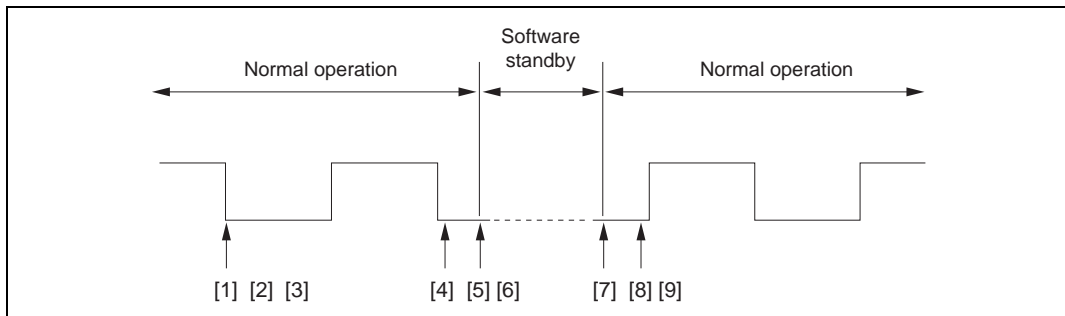 Software
standby
Normal operation
Normal operation
[1] [2] [3] [4] [5] [6] [7] [8] [9]